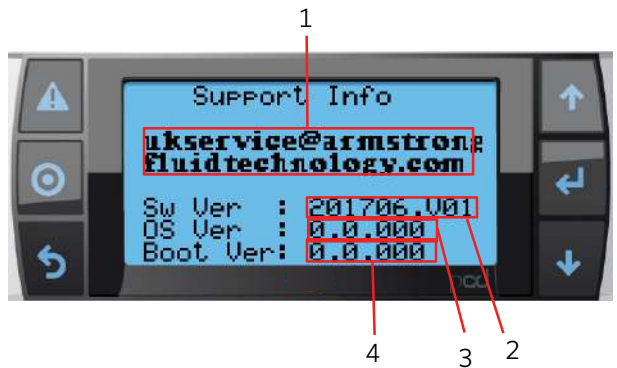 1
Support Info
ukservice@armstrong
fluidtechnology.com
Sw Ver : 201706.V01
OS Ver : 0.0.000
Boot Ver: 0.0.000
pco
4
3
2